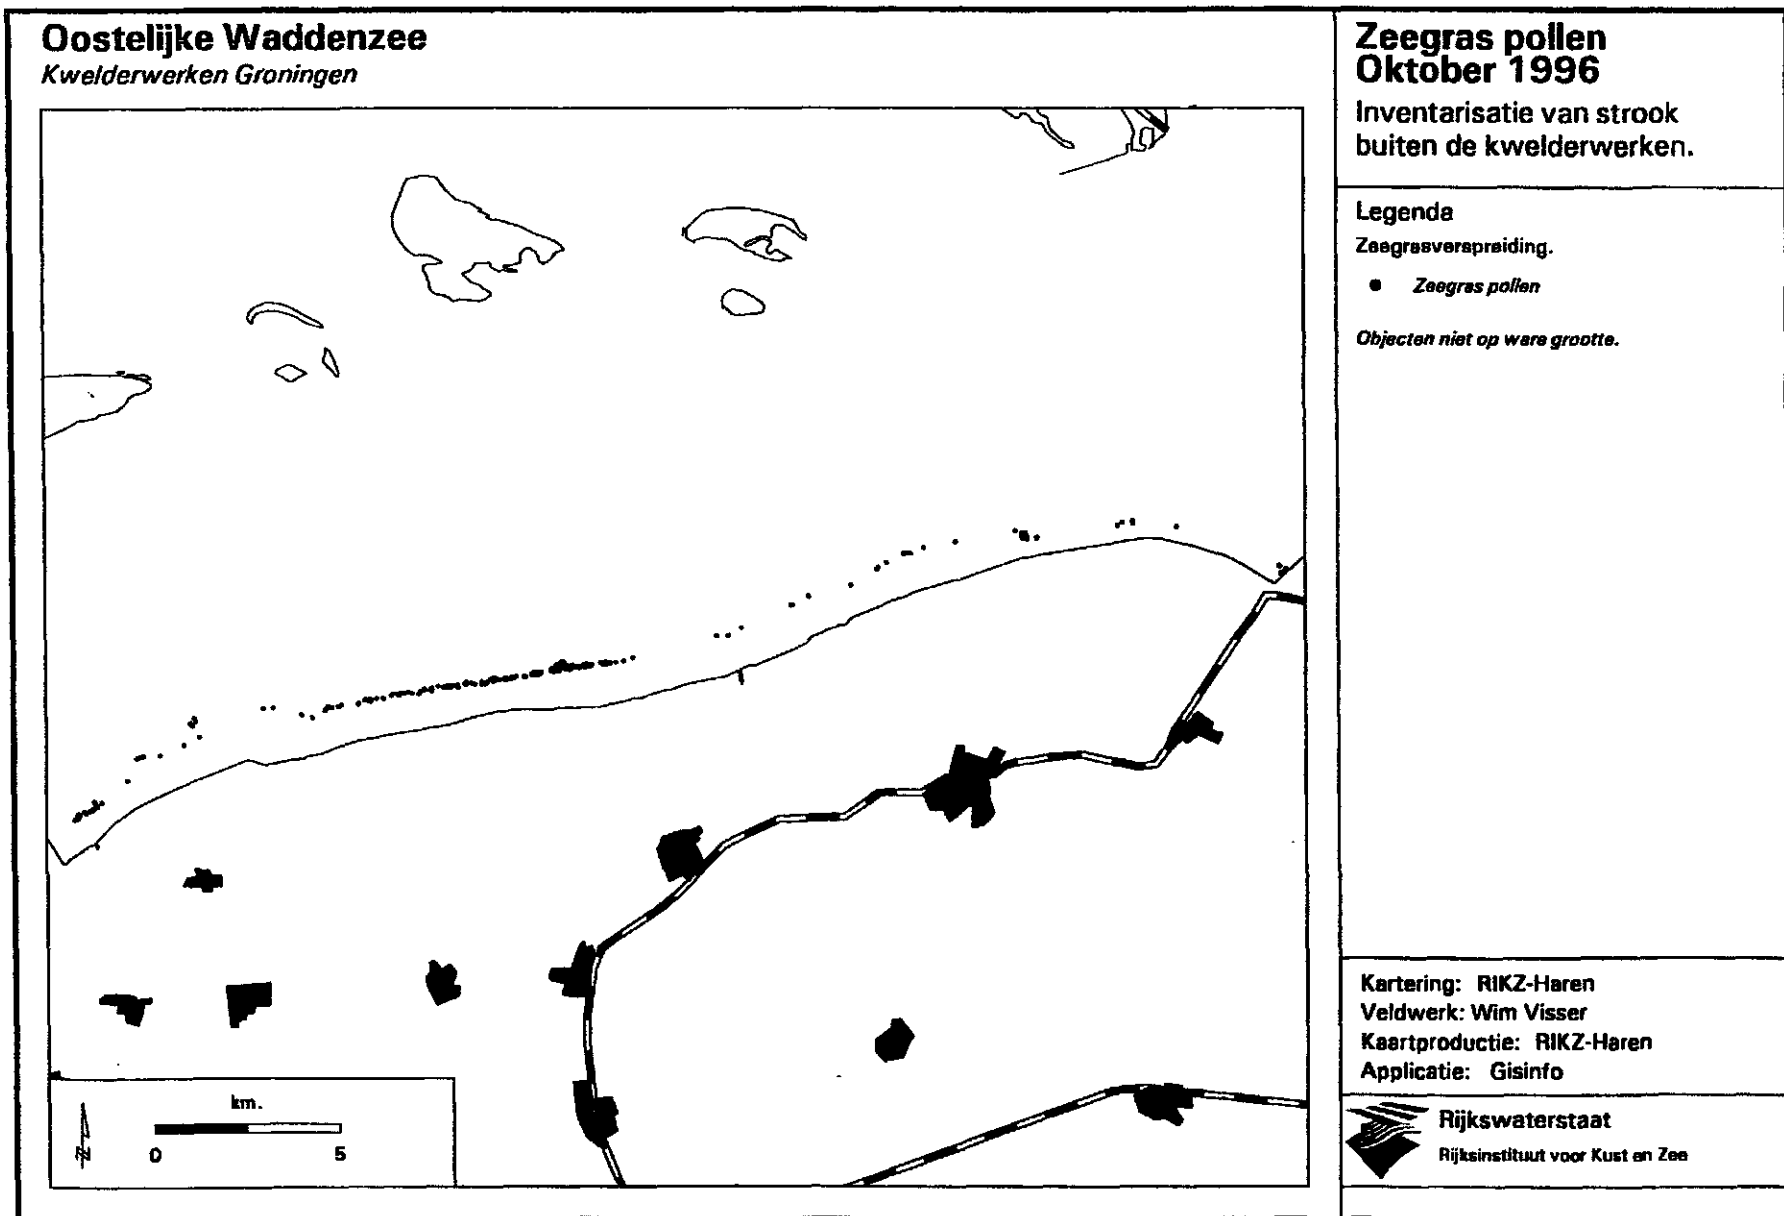 Oostelijke Waddenzee
Kwelderwerken Groningen
Zeegras pollen
Oktober 1996
Inventarisatie van strook
buiten de kwelderwerken.
Legenda
Zeegrasverspreiding.
Zeegras pollen
Objecten niet op ware grootte.
Kartering: RIKZ-Haren
Veldwerk: Wim Visser
Kaartproductie: RIKZ-Haren
Applicatie: Gisinfo
Rijkswaterstaat
Rijksinstituut voor Kust en Zee
km.
0 5
N